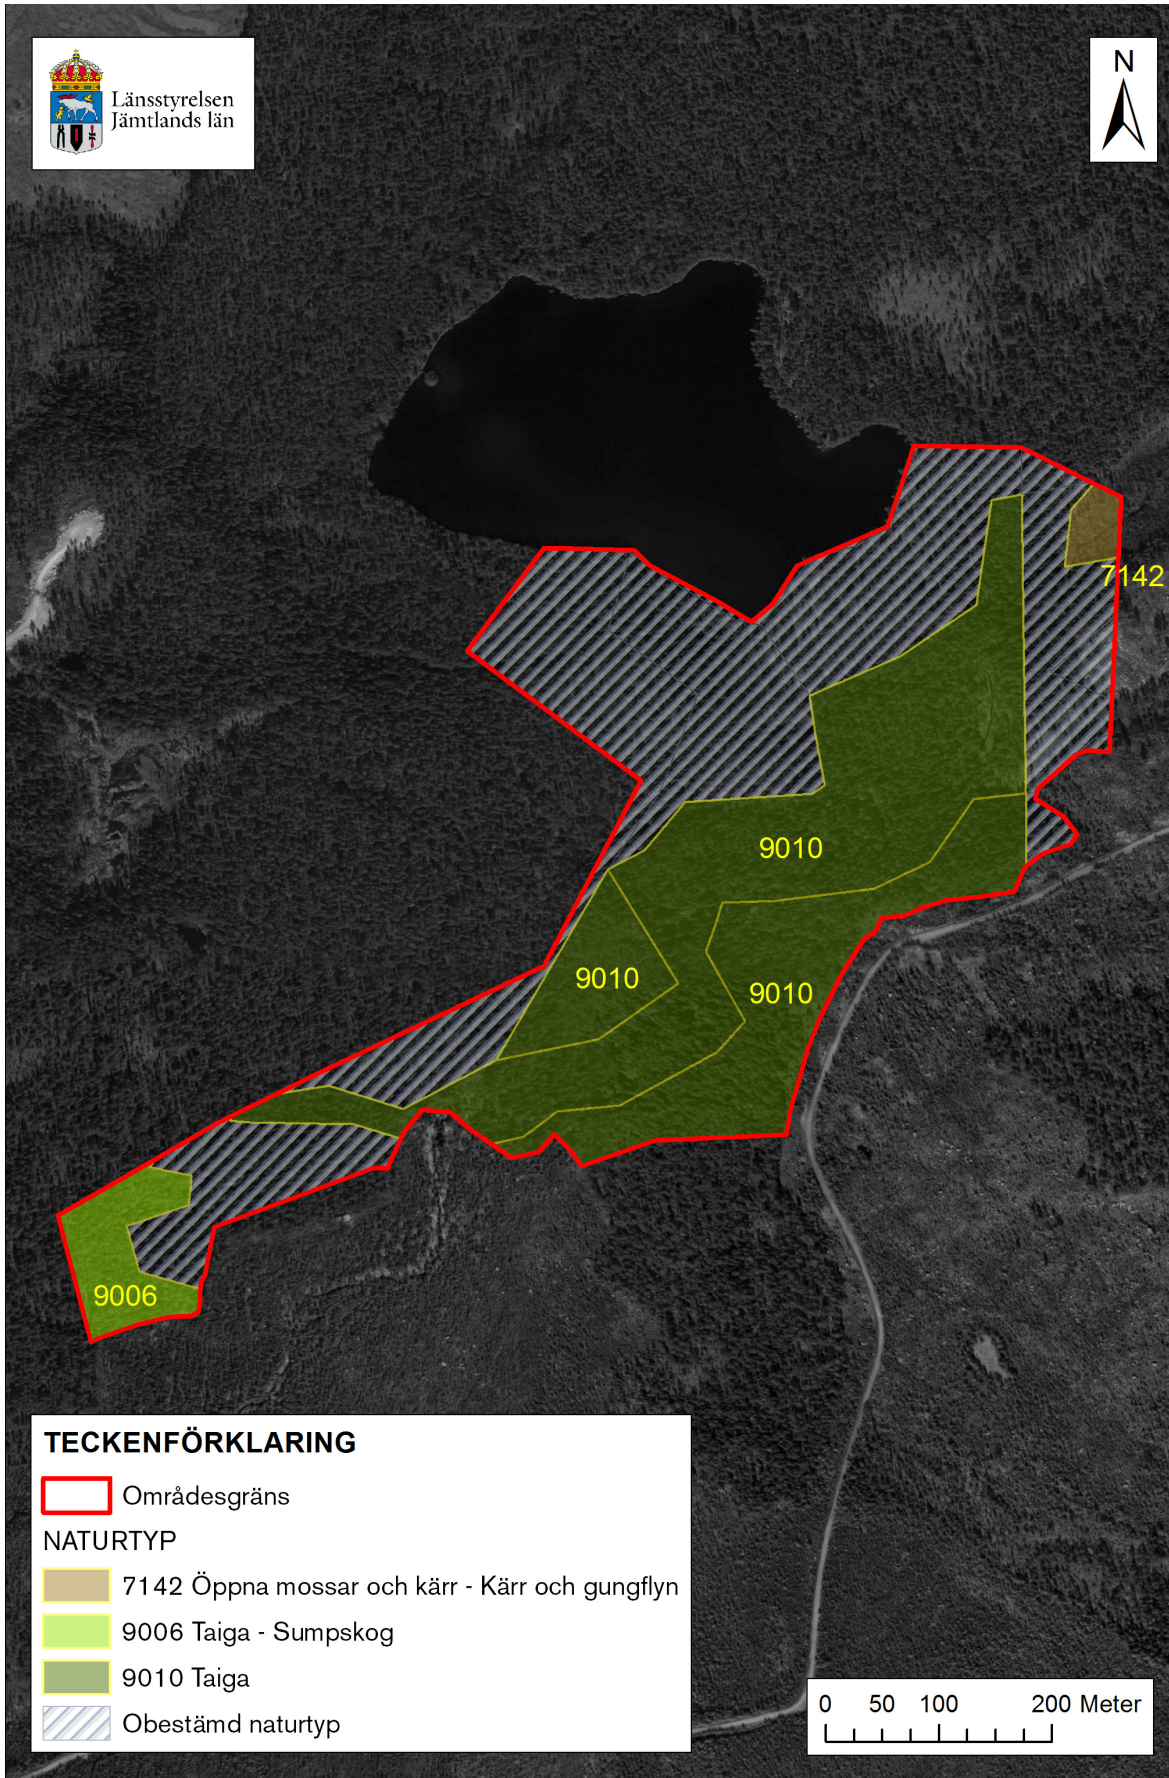 Länsstyrelsen
Jämtlands län
N
7142
9010
9010
9010
9006
TECKENFÖRKLARING
Områdesgräns
NATURTYP
7142 Öppna mossar och kärr - Kärr och gungflyn
9006 Taiga - Sumpskog
9010 Taiga
Obestämd naturtyp
0 50 100 200 Meter